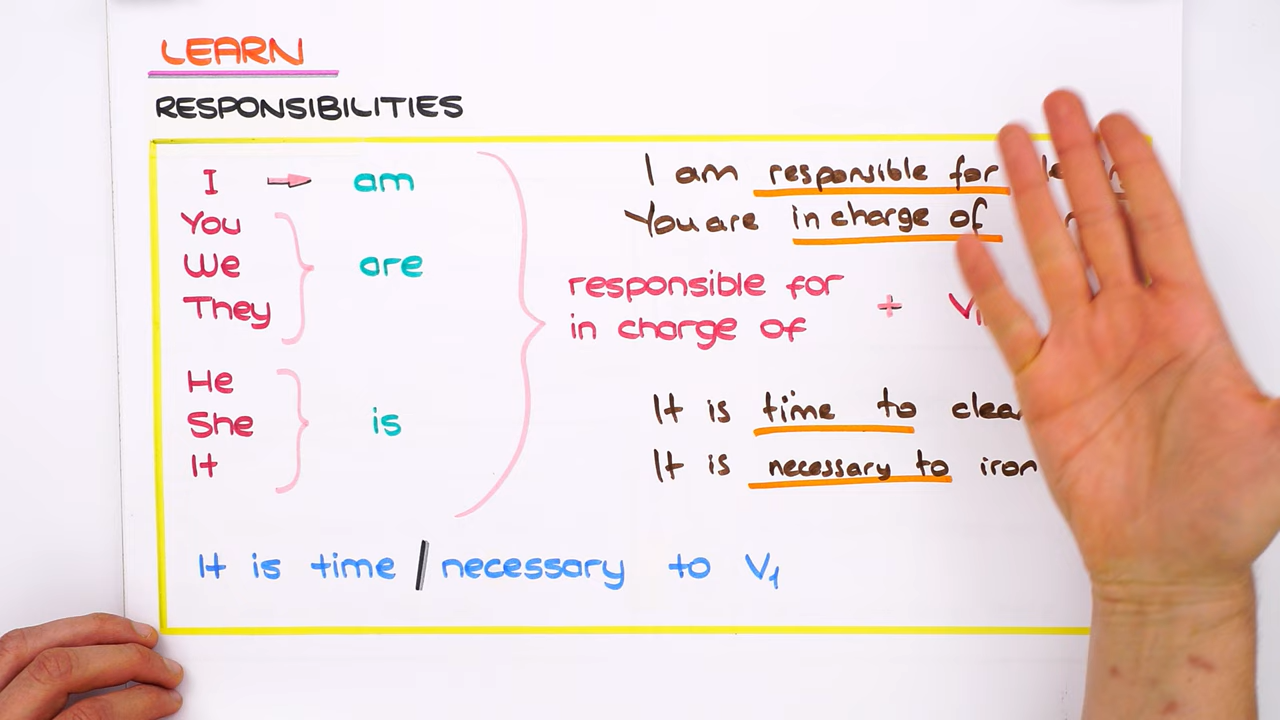 LEARN
RESPONSIBILITIES
I → am
You
We
They
are
He
She
It
is
I am responsible for
You are in charge of
responsible for
in charge of
+
It is time to
It is necessary to iron
It is time / necessary to V1